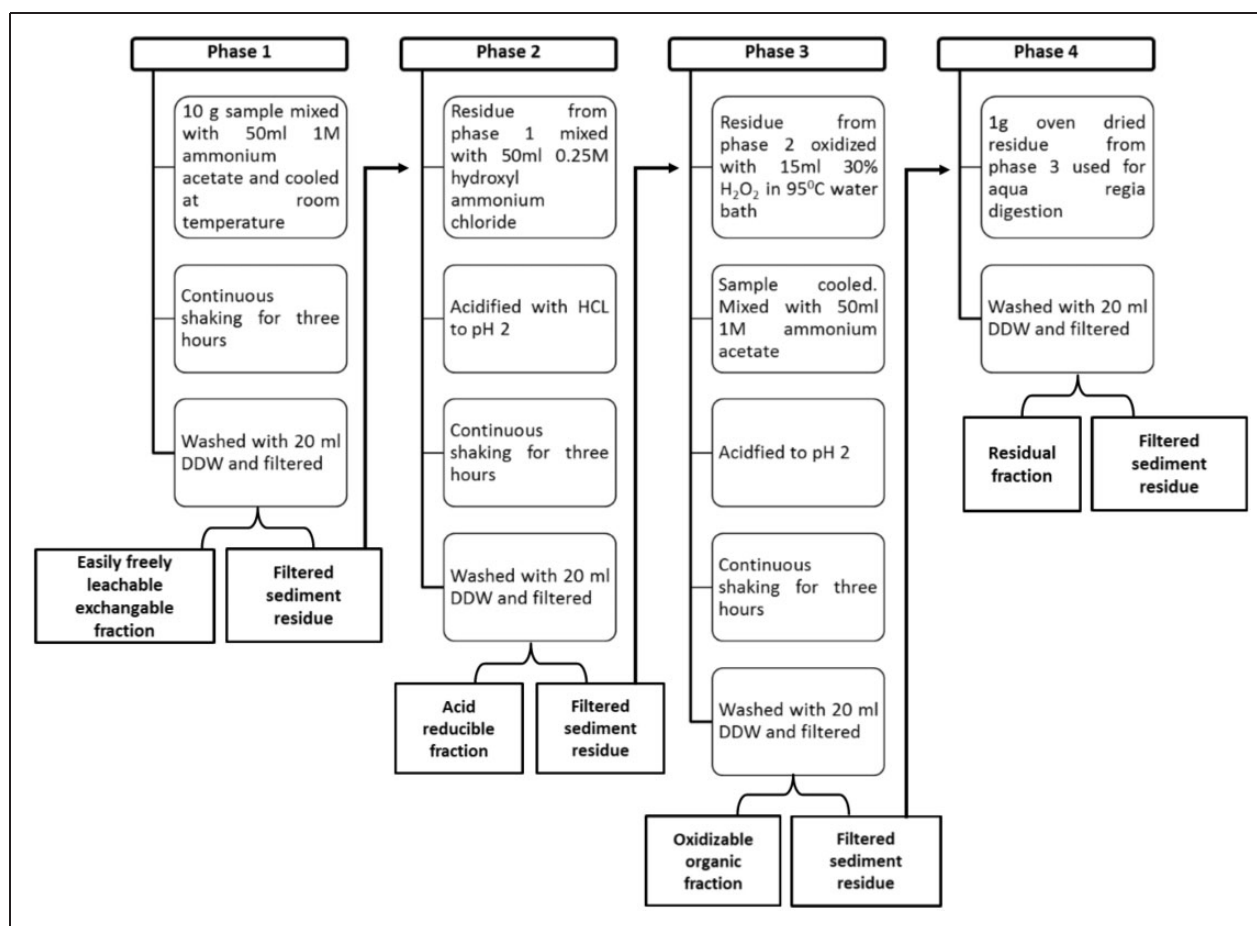 Phase 1
10 g sample mixed
with 50ml 1M
ammonium
acetate and cooled
at room
temperature
Continuous
shaking for three
hours
Washed with 20 ml
DDW and filtered
Easily freely
leachable
exchangable
fraction
Filtered
sediment
residue
Phase 2
Residue from
phase 1 mixed
with 50ml 0.25M
hydroxyl
ammonium
chloride
Acidified with HCL
to pH 2
Continuous
shaking for three
hours
Washed with 20 ml
DDW and filtered
Acid
reducible
fraction
Filtered
sediment
residue
Phase 3
Residue from
phase 2 oxidized
with 15ml 30%
H₂O₂ in 95⁰C water
bath
Sample cooled.
Mixed with 50ml
1M ammonium
acetate
Acidfied to pH 2
Continuous
shaking for three
hours
Washed with 20 ml
DDW and filtered
Oxidizable
organic
fraction
Filtered
sediment
residue
Phase 4
1g oven dried
residue from
phase 3 used for
aqua regia
digestion
Washed with 20 ml
DDW and filtered
Residual
fraction
Filtered
sediment
residue